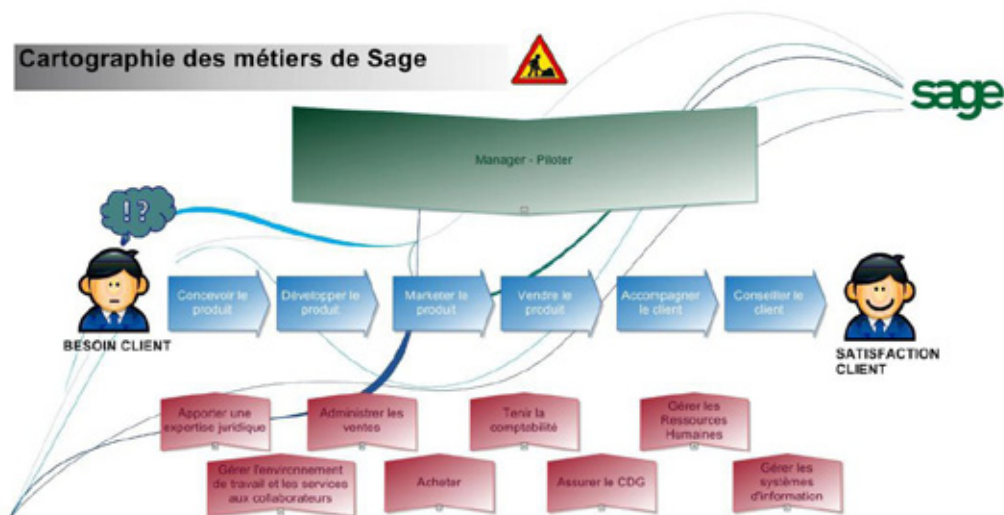 Cartographie des métiers de Sage
sage
Manager - Piloter
!?
Concevoir le
produit
Développer le
produit
Marketer le
produit
Vendre le
produit
Accompagner
le client
Conseiller le
client
BESOIN CLIENT
SATISFACTION
CLIENT
Apporter une
expertise juridique
Administrer les
ventes
Tenir la
comptabilité
Gérer les
Ressources
Humaines
Gérer l'environnement
de travail et les services
aux collaborateurs
Acheter
Assurer le CDG
Gérer les
systèmes
d'information